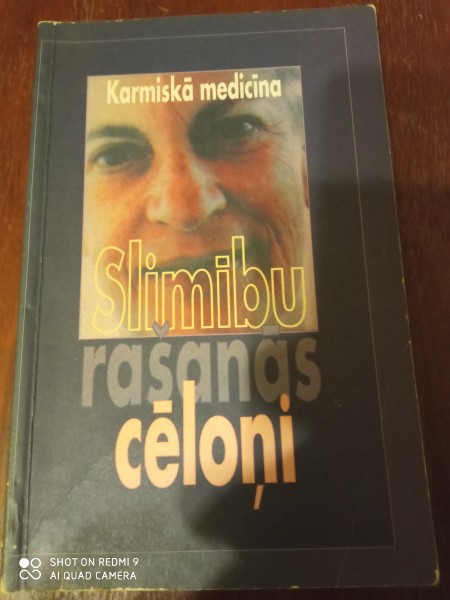 Karmiskā medicīna
Slimību
rašanās
cēloņi
SHOT ON REDMI 9
AI QUAD CAMERA